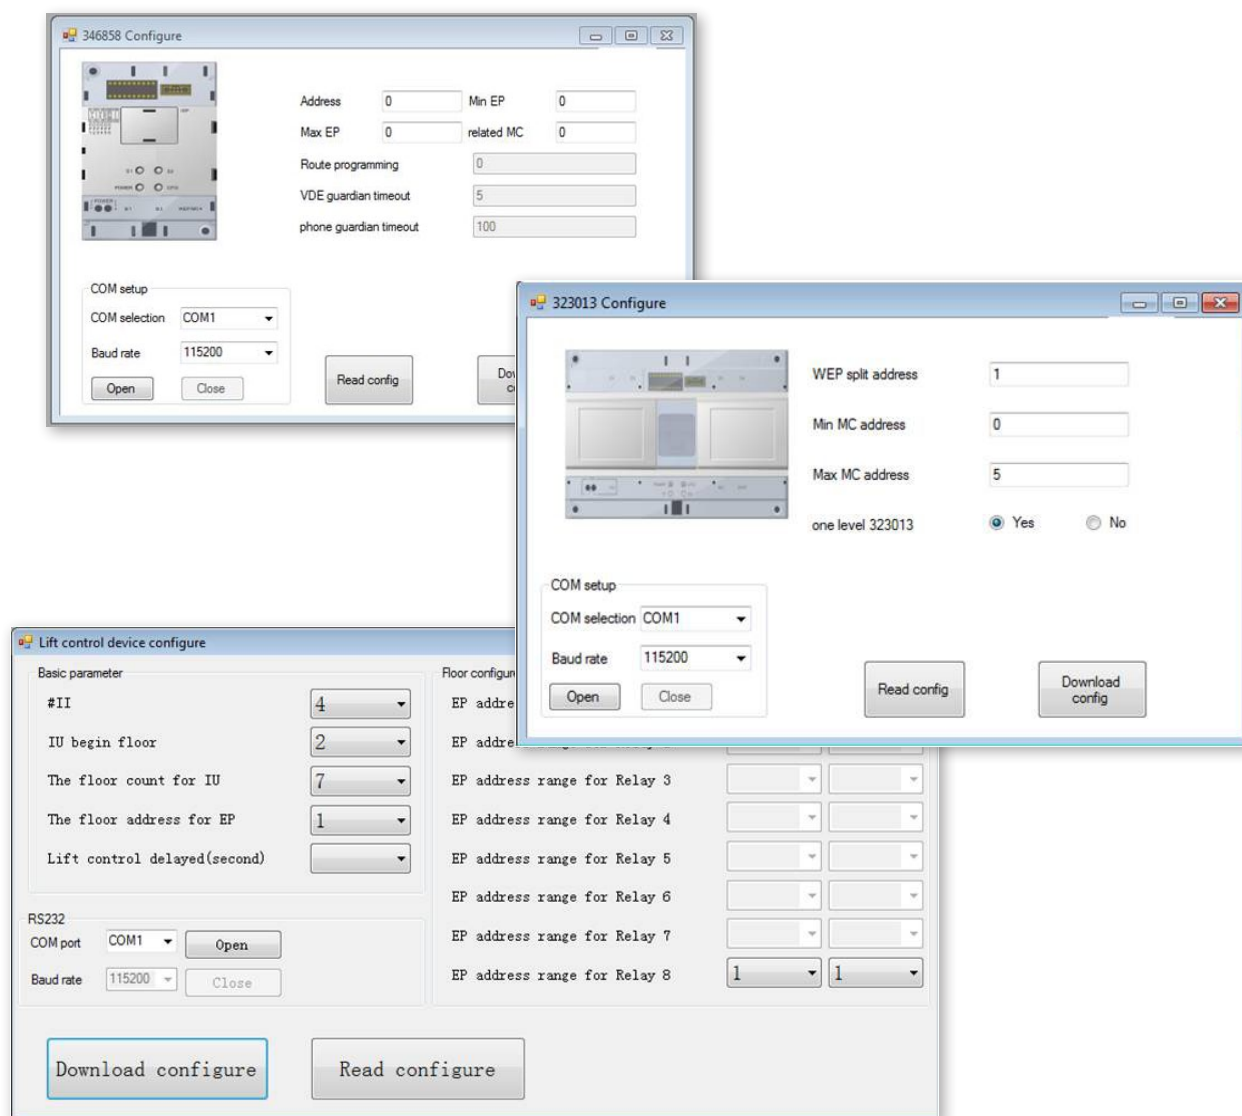 346858 Configure
Address 0 Min EP 0
Max EP 0 related MC 0
Route programming 0
VDE guardian timeout 5
phone guardian timeout 100
COM setup
COM selection COM1
Baud rate 115200
Open Close
Read config
323013 Configure
WEP split address 1
Min MC address 0
Max MC address 5
one level 323013 Yes No
COM setup
COM selection COM1
Baud rate 115200
Open Close
Read config
Download
config
Lift control device configure
Basic parameter
#II 4
IU begin floor 2
The floor count for IU 7
The floor address for EP 1
Lift control delayed(second)
RS232
COM port COM1 Open
Baud rate 115200 Close
Download configure Read configure
EP
EP
EP address range for Relay 3
EP address range for Relay 4
EP address range for Relay 5
EP address range for Relay 6
EP address range for Relay 7
EP address range for Relay 8 1 1